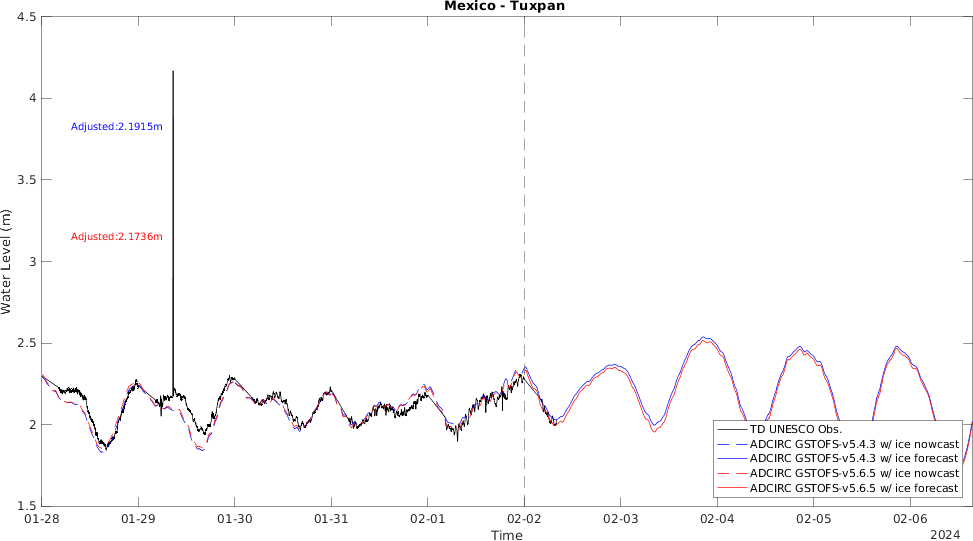 Mexico - Tuxpan
4.5
4
3.5
3
2.5
2
1.5
Water Level (m)
Adjusted:2.1915m
Adjusted:2.1736m
TD UNESCO Obs.
ADCIRC GSTOFS-v5.4.3 w/ ice nowcast
ADCIRC GSTOFS-v5.4.3 w/ ice forecast
ADCIRC GSTOFS-v5.6.5 w/ ice nowcast
ADCIRC GSTOFS-v5.6.5 w/ ice forecast
01-28 01-29 01-30 01-31 02-01 02-02 02-03 02-04 02-05 02-06
Time
2024